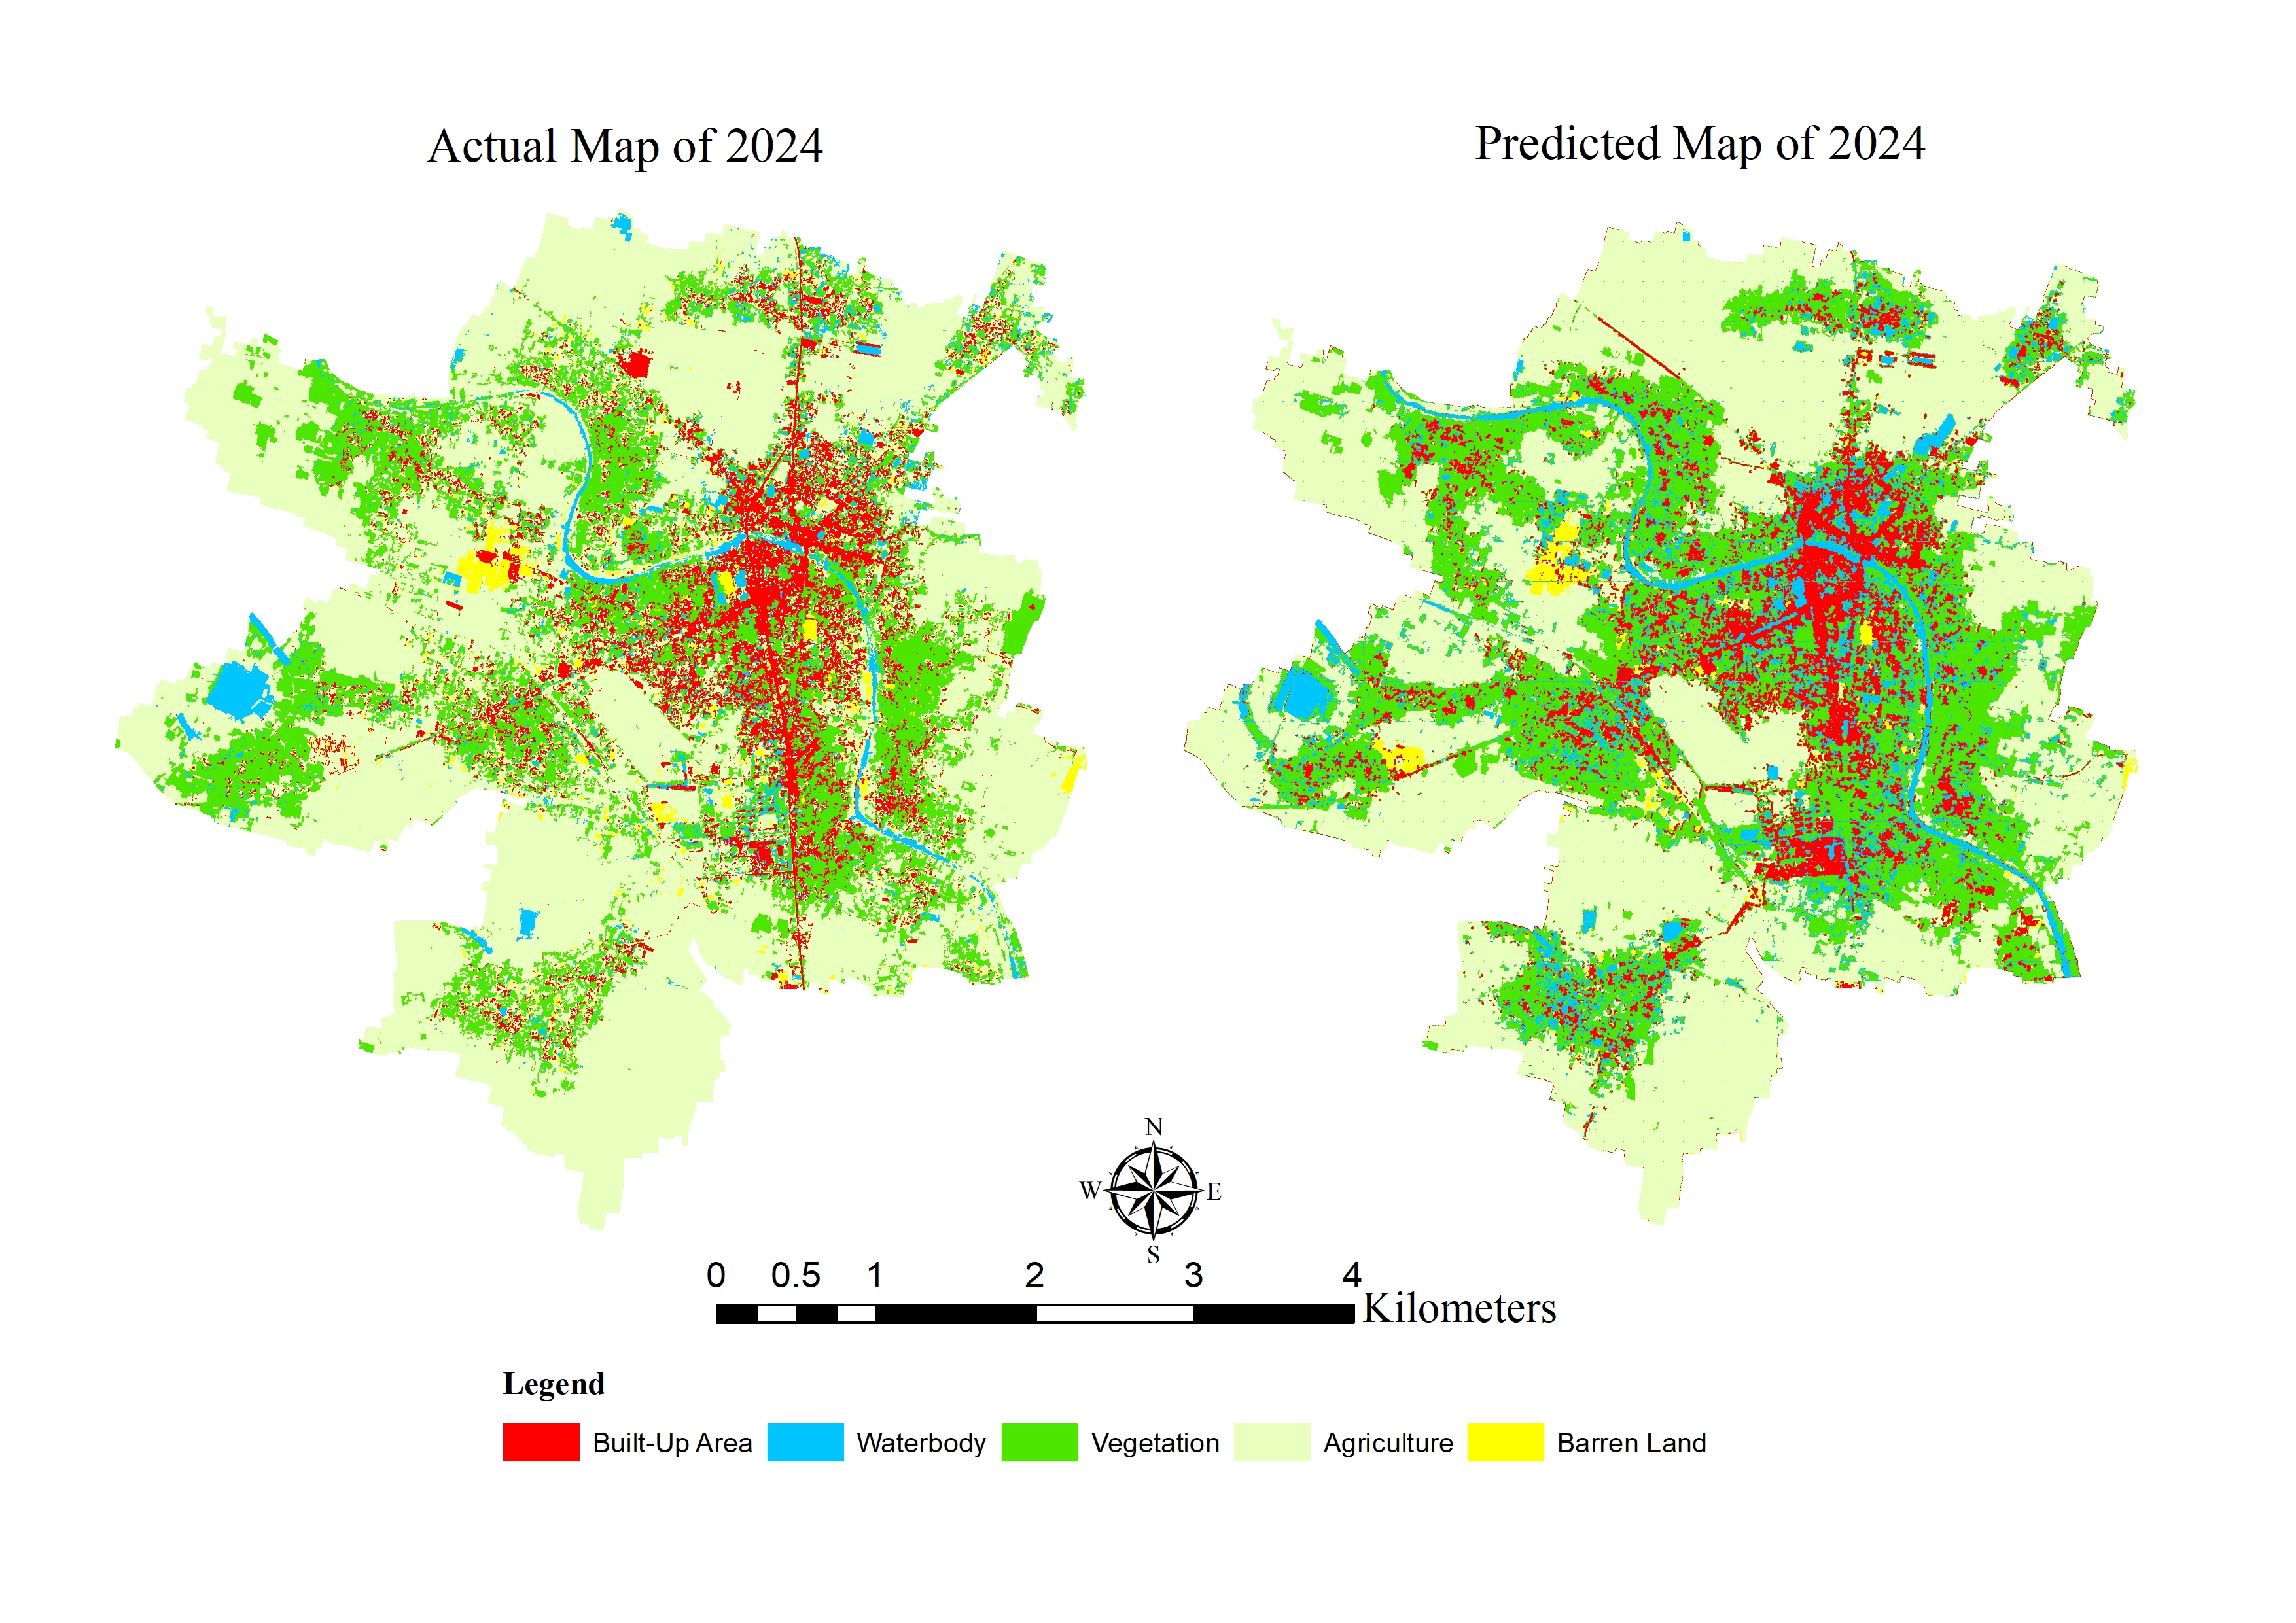 Actual Map of 2024
Predicted Map of 2024
N
W E
S
0 0.5 1 2 3 4
Kilometers
Legend
Built-Up Area Waterbody Vegetation Agriculture Barren Land